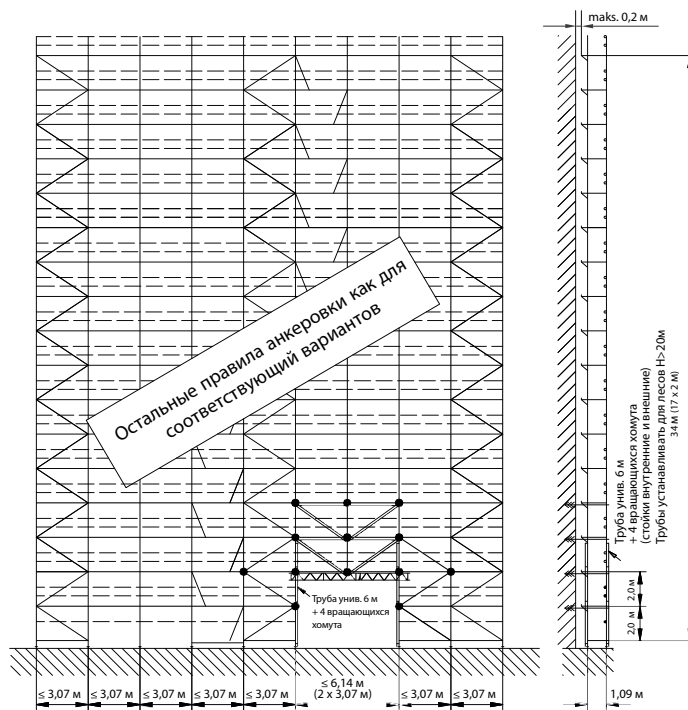 maks. 0,2 м
Остальные правила анкеровки как для
соответствующий вариантов
Труба унив. 6 м
+ 4 вращающихся
хомута
≤ 3,07 м
≤ 3,07 м
≤ 3,07 м
≤ 3,07 м
≤ 3,07 м
≤ 6,14 м
(2 x 3,07 м)
≤ 3,07 м
≤ 3,07 м
Труба унив. 6 м
+ 4 вращающихся хомута
(стойки внутренние и внешние)
Трубы устанавливать для лесов H>20м
34 м (17 x 2 м)
2,0 м
2,0 м
1,09 м